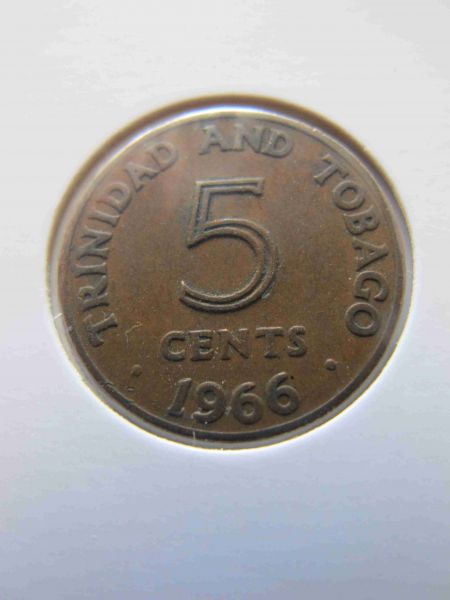 TRINIDAD AND TOBAGO
5
CENTS
1966